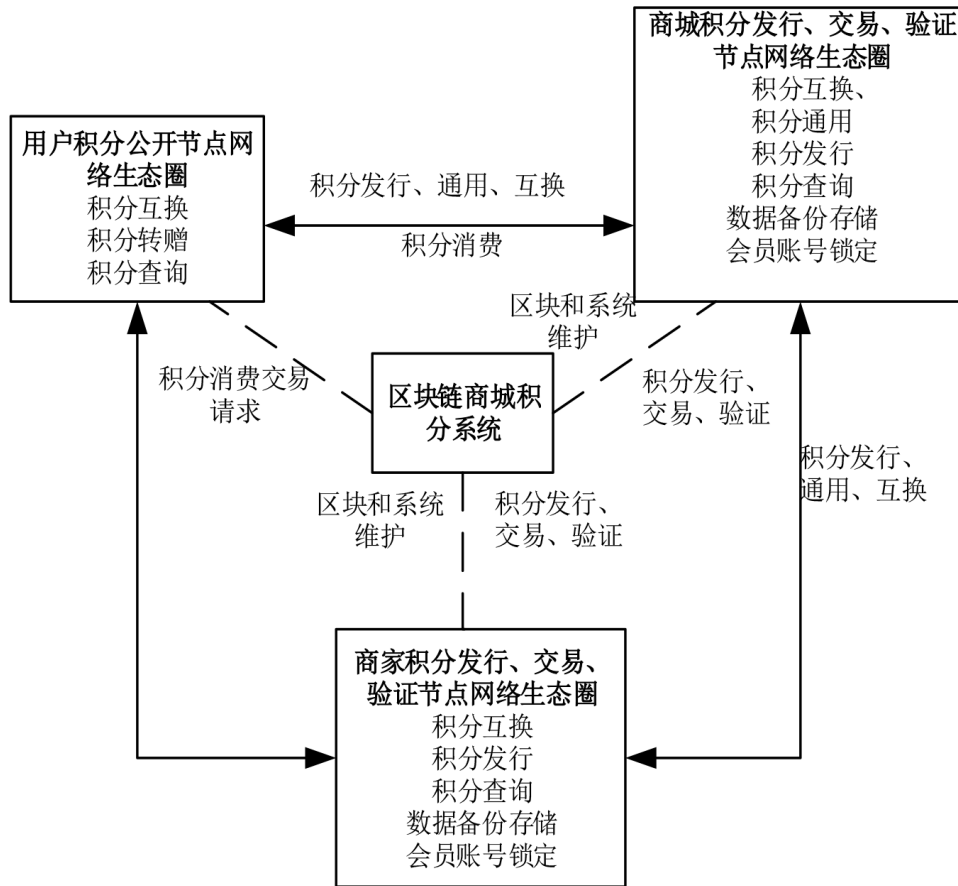 商城积分发行、交易、验证
节点网络生态圈
积分互换、
积分通用
积分发行
积分查询
数据备份存储
会员账号锁定
用户积分公开节点网
络生态圈
积分互换
积分转赠
积分查询
积分发行、通用、互换
积分消费
区块和系统
维护
积分消费交易
请求
区块链商城积
分系统
积分发行、
交易、验证
积分发行、
通用、互换
区块和系统
维护
积分发行、
交易、验证
商家积分发行、交易、
验证节点网络生态圈
积分互换
积分发行
积分查询
数据备份存储
会员账号锁定